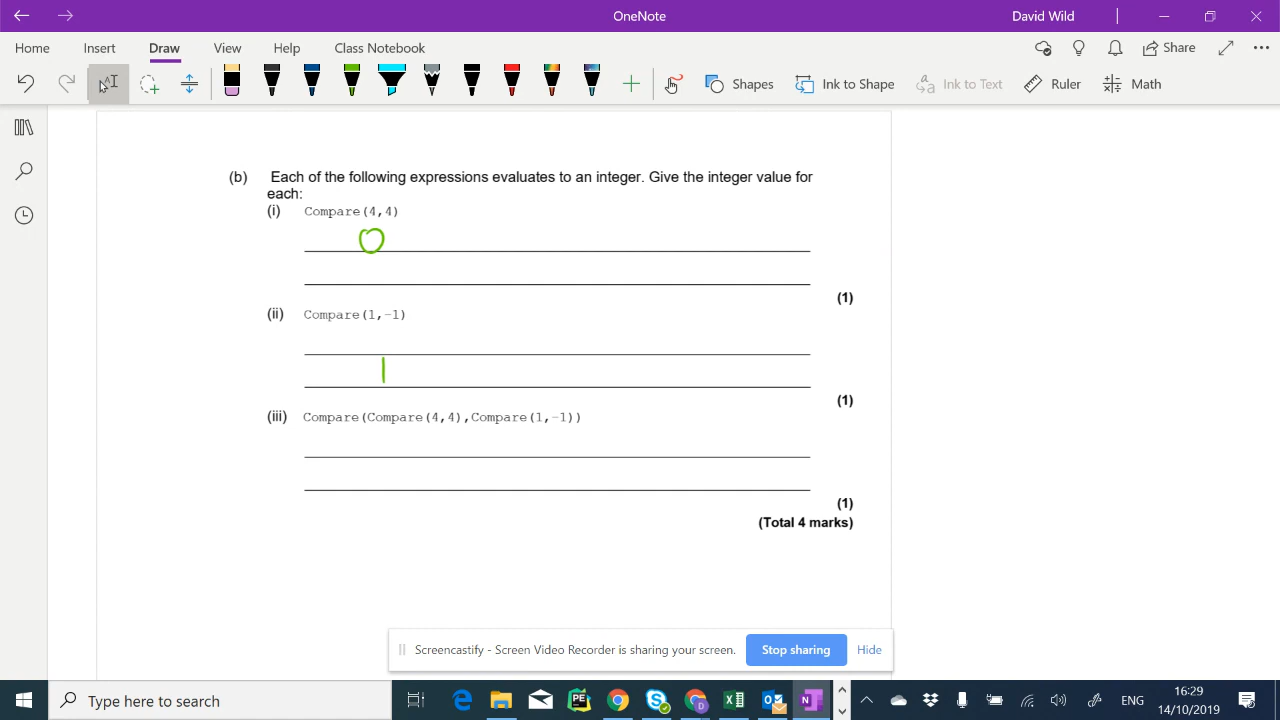 OneNote
David Wild
Home Insert Draw View Help Class Notebook Share
Shapes Ink to Shape Ink to Text Ruler Math
(b) Each of the following expressions evaluates to an integer. Give the integer value for
each:
(i) Compare(4,4)
0
(1)
(ii) Compare(1,-1)
1
(1)
(iii) Compare(Compare(4,4),Compare(1,-1))
(1)
(Total 4 marks)
Screencastify - Screen Video Recorder is sharing your screen. Stop sharing Hide
Type here to search
ENG
16:29
14/10/2019